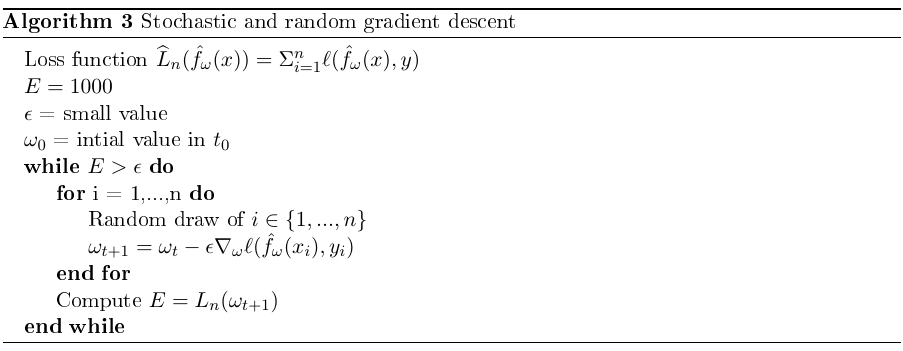 Algorithm 3 Stochastic and random gradient descent
Loss function $\widehat{L}_n(\hat{f}_\omega(x)) = \Sigma_{i=1}^n \ell(\hat{f}_\omega(x), y)$
$E = 1000$
$\epsilon$ = small value
$\omega_0$ = intial value in $t_0$
while $E > \epsilon$ do
for i = 1,...,n do
Random draw of $i \in \{1, ..., n\}$
$\omega_{t+1} = \omega_t - \epsilon \nabla_\omega \ell(\hat{f}_\omega(x_i), y_i)$
end for
Compute $E = L_n(\omega_{t+1})$
end while